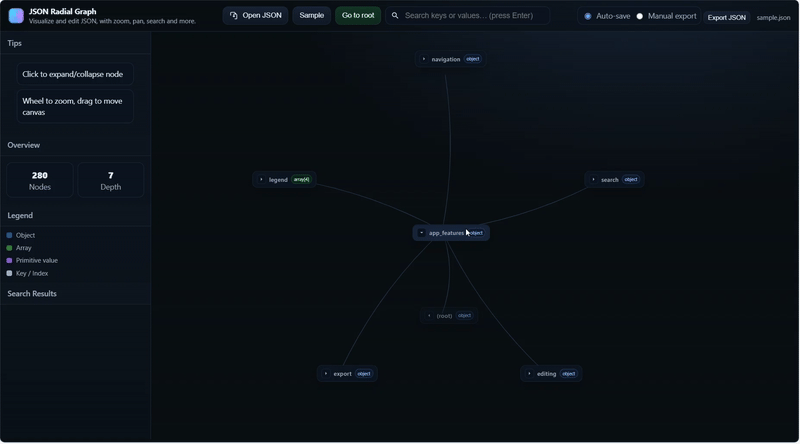 JSON Radial Graph
Visualize and edit JSON, with zoom, pan, search and more.
Open JSON
Sample
Go to root
Search keys or values... (press Enter)
Auto-save
Manual export
Export JSON
sample.json
Tips
Click to expand/collapse node
Wheel to zoom, drag to move
canvas
Overview
280
Nodes
7
Depth
Legend
Object
Array
Primitive value
Key / Index
Search Results
navigation object
legend array(4)
search object
app_features object
(root) object
export object
editing object